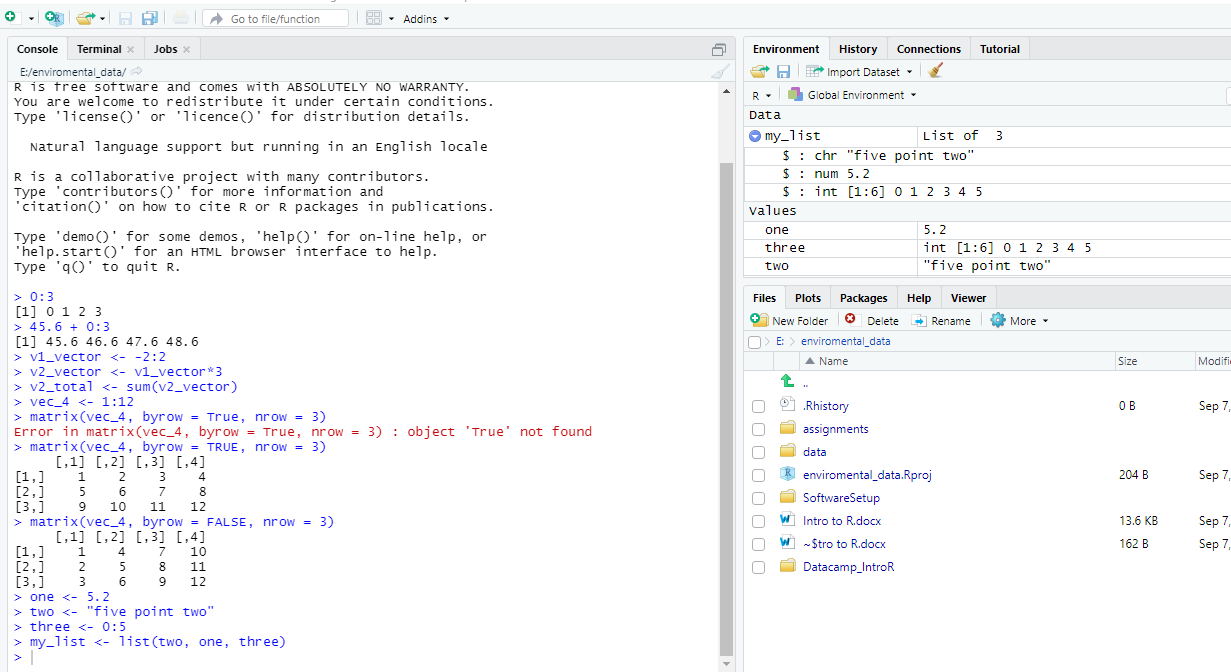 Go to file/function
Addins
Console Terminal Jobs
E:/enviromental_data/
R is free software and comes with ABSOLUTELY NO WARRANTY.
You are welcome to redistribute it under certain conditions.
Type 'license()' or 'licence()' for distribution details.
Natural language support but running in an English locale
R is a collaborative project with many contributors.
Type 'contributors()' for more information and
'citation()' on how to cite R or R packages in publications.
Type 'demo()' for some demos, 'help()' for on-line help, or
'help.start()' for an HTML browser interface to help.
Type 'q()' to quit R.
> 0:3
[1] 0 1 2 3
> 45.6 + 0:3
[1] 45.6 46.6 47.6 48.6
> v1_vector <- -2:2
> v2_vector <- v1_vector*3
> v2_total <- sum(v2_vector)
> vec_4 <- 1:12
> matrix(vec_4, byrow = True, nrow = 3)
Error in matrix(vec_4, byrow = True, nrow = 3) : object 'True' not found
> matrix(vec_4, byrow = TRUE, nrow = 3)
[,1] [,2] [,3] [,4]
[1,] 1 2 3 4
[2,] 5 6 7 8
[3,] 9 10 11 12
> matrix(vec_4, byrow = FALSE, nrow = 3)
[,1] [,2] [,3] [,4]
[1,] 1 4 7 10
[2,] 2 5 8 11
[3,] 3 6 9 12
> one <- 5.2
> two <- "five point two"
> three <- 0:5
> my_list <- list(two, one, three)
>
Environment History Connections Tutorial
Import Dataset
R Global Environment
Data
my_list List of 3
$ : chr "five point two"
$ : num 5.2
$ : int [1:6] 0 1 2 3 4 5
Values
one 5.2
three int [1:6] 0 1 2 3 4 5
two "five point two"
Files Plots Packages Help Viewer
New Folder Delete Rename More
E: enviromental_data
Name Size Modifi
..
.Rhistory 0 B Sep 7,
assignments
data
enviromental_data.Rproj 204 B Sep 7,
SoftwareSetup
Intro to R.docx 13.6 KB Sep 7,
~$tro to R.docx 162 B Sep 7,
Datacamp_IntroR